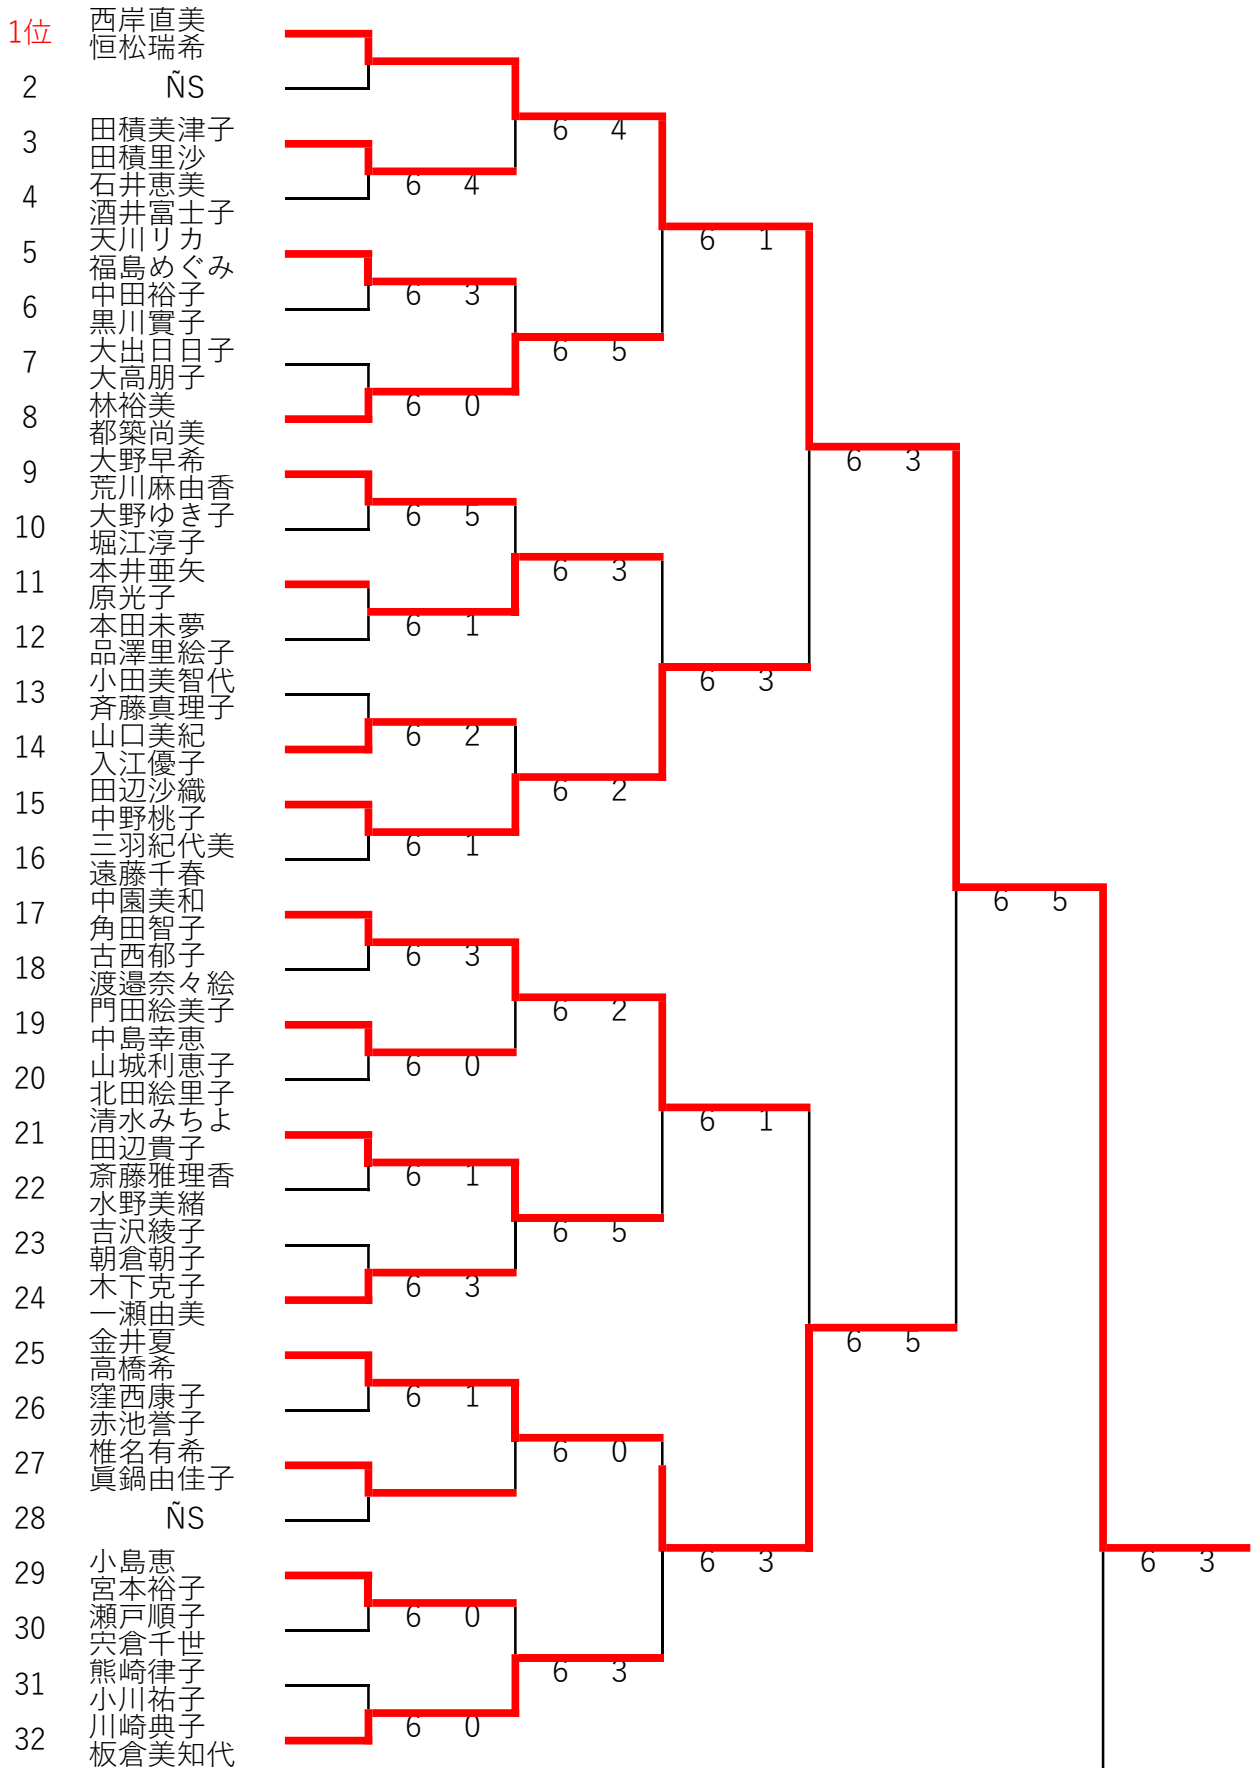 1位 西岸直美
恒松瑞希
2 ÑS
6 4
3 田積美津子
田積里沙
6 4
4 石井恵美
酒井富士子
6 1
5 天川リカ
福島めぐみ
6 3
6 中田裕子
黒川實子
6 5
7 大出日日子
大高朋子
6 0
8 林裕美
都築尚美
6 3
9 大野早希
荒川麻由香
6 5
10 大野ゆき子
堀江淳子
6 3
11 本井亜矢
原光子
6 1
12 本田未夢
品澤里絵子
6 3
13 小田美智代
斉藤真理子
6 2
14 山口美紀
入江優子
6 2
15 田辺沙織
中野桃子
6 1
16 三羽紀代美
遠藤千春
6 5
17 中園美和
角田智子
6 3
18 古西郁子
渡邉奈々絵
6 2
19 門田絵美子
中島幸恵
6 0
20 山城利恵子
北田絵里子
6 1
21 清水みちよ
田辺貴子
6 1
22 斎藤雅理香
水野美緒
6 5
23 吉沢綾子
朝倉朝子
6 3
24 木下克子
一瀬由美
6 5
25 金井夏
高橋希
6 1
26 窪西康子
赤池誉子
6 0
27 椎名有希
眞鍋由佳子
28 ÑS
6 3
6 3
29 小島恵
宮本裕子
6 0
30 瀬戸順子
宍倉千世
6 3
31 熊崎律子
小川祐子
6 0
32 川崎典子
板倉美知代